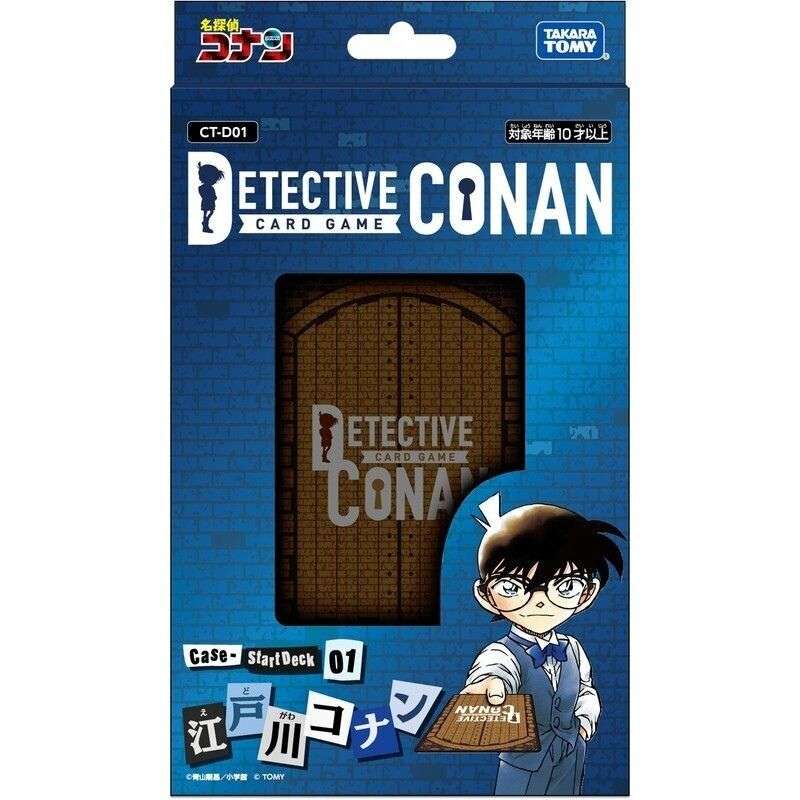 名探偵
コナン
TAKARA
TOMY
CT-D01
対象年齢10才以上
DETECTIVE
CARD GAME
CONAN
DETECTIVE
CARD GAME
CONAN
Case- StartDeck 01
江戸川コナン
DETECTIVE
CONAN
©青山剛昌/小学館 © TOMY